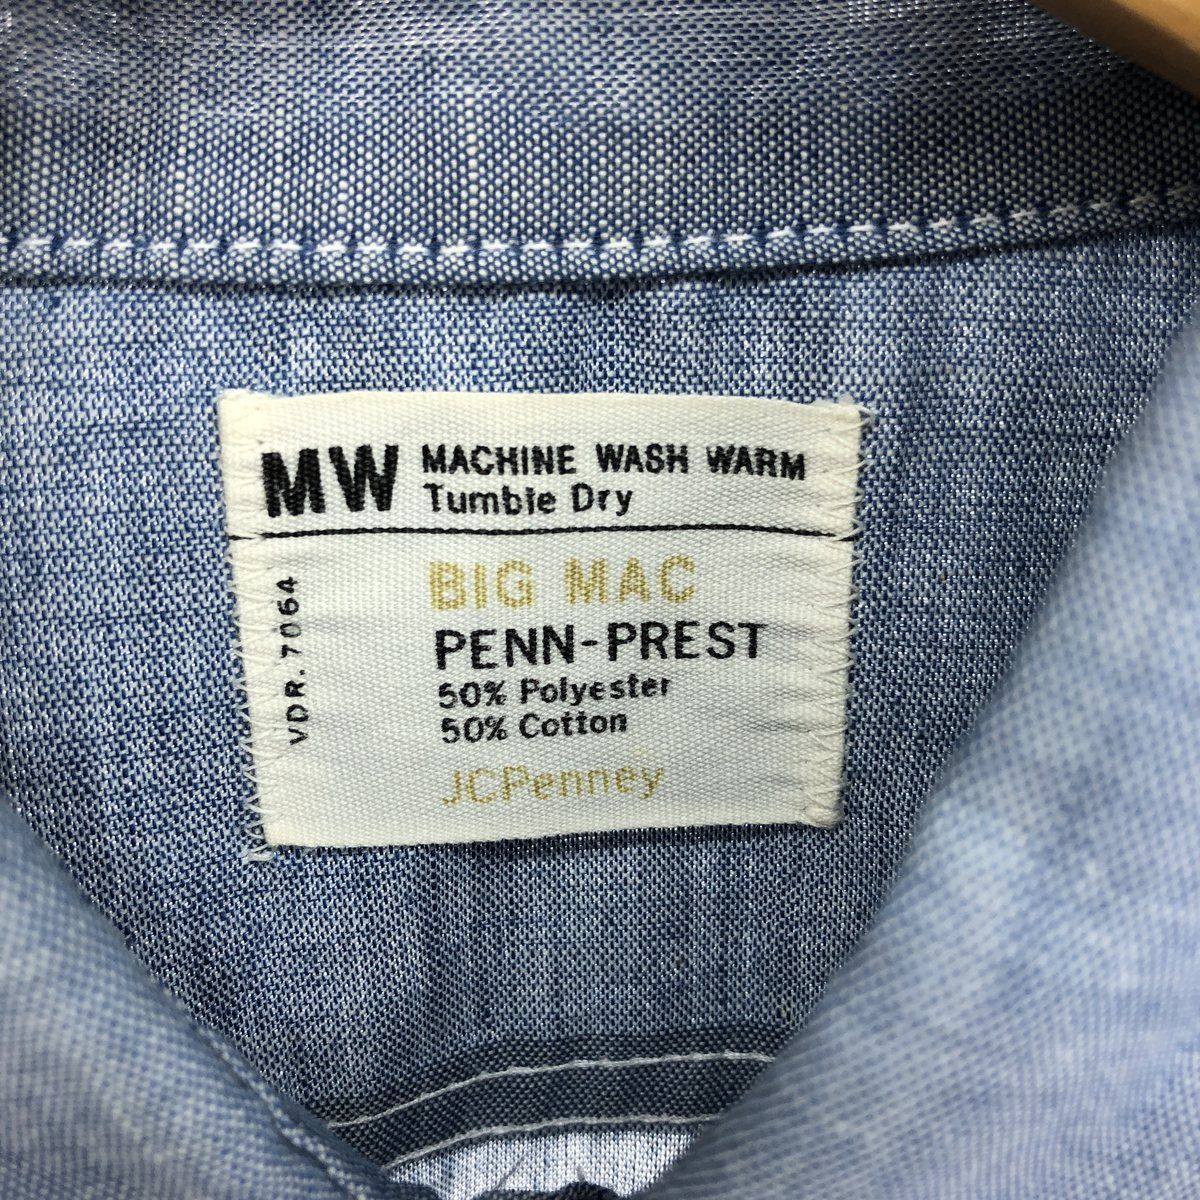 MW MACHINE WASH WARM
Tumble Dry
BIG MAC
PENN-PREST
50% Polyester
50% Cotton
JCPenney
VDR. 7064